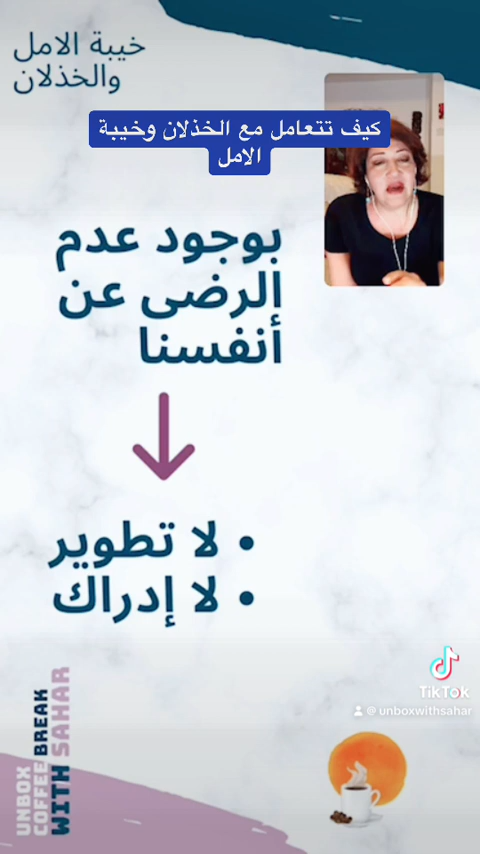 خيبة الامل
والخذلان
كيف تتعامل مع الخذلان وخيبة
الامل
بوجود عدم
الرضى عن
أنفسنا
• لا تطوير
• لا إدراك
TikTok
@unboxwithsahar
UNBOX
COFFEE BREAK
WITH SAHAR